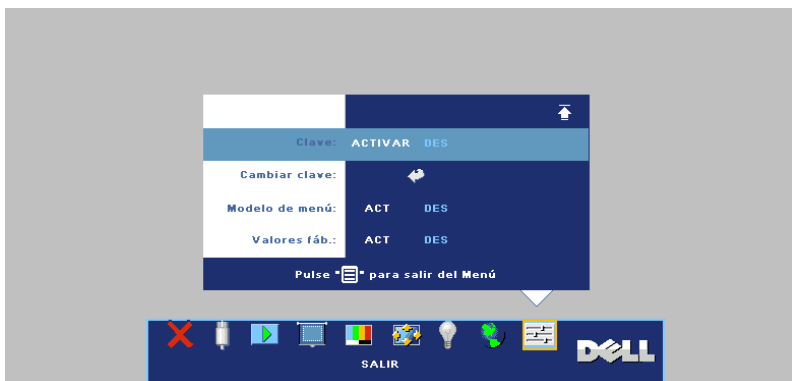 Clave: ACTIVAR DES
Cambiar clave:
Modelo de menú: ACT DES
Valores fáb.: ACT DES
Pulse "" para salir del Menú
SALIR
DELL